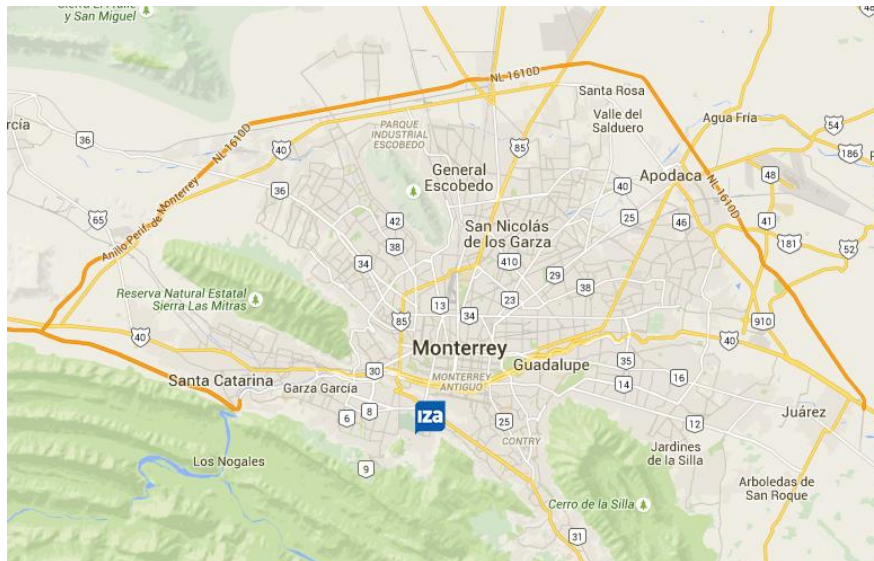 Sierra El Fraile
y San Miguel
48
NL-1610D
Santa Rosa
Valle del
Salduero
Agua Fría
54
186
rcía
36
NL-1610D
PARQUE
INDUSTRIAL
ESCOBEDO
40
85
General
Escobedo
Apodaca
48
NL-1610D
36
40
25
46
41
65
Anillo Perif. de Monterrey
42
38
San Nicolás
de los Garza
181
52
34
410
29
38
Reserva Natural Estatal
Sierra Las Mitras
13
34
23
85
910
40
40
Monterrey
Guadalupe
35
30
Santa Catarina
Garza García
MONTERREY
ANTIGUO
14
16
6
8
iza
25
12
Juárez
CONTRY
Los Nogales
9
Jardines
de la Silla
Arboledas de
San Roque
Cerro de la Silla
31